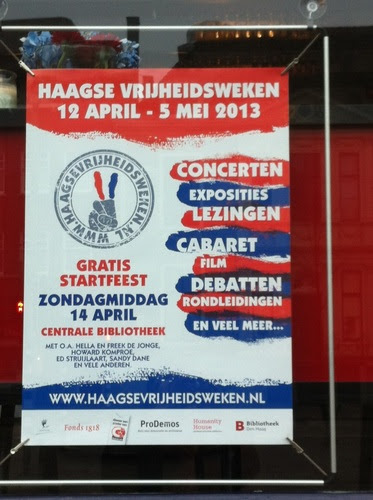 HAAGSE VRIJHEIDSWEKEN
12 APRIL - 5 MEI 2013
WWW.HAAGSEVRIJHEIDSWEKEN.NL
CONCERTEN
EXPOSITIES
LEZINGEN
CABARET
FILM
DEBATTEN
RONDLEIDINGEN
EN VEEL MEER...
GRATIS
STARTFEEST
ZONDAGMIDDAG
14 APRIL
CENTRALE BIBLIOTHEEK
MET O.A. HELLA EN FREEK DE JONGE,
HOWARD KOMPROE,
ED STRUIJLAART, SANDY DANE
EN VELE ANDEREN.
WWW.HAAGSEVRIJHEIDSWEKEN.NL
Fonds 1818
ProDemos
Humanity
House
B Bibliotheek
Den Haag